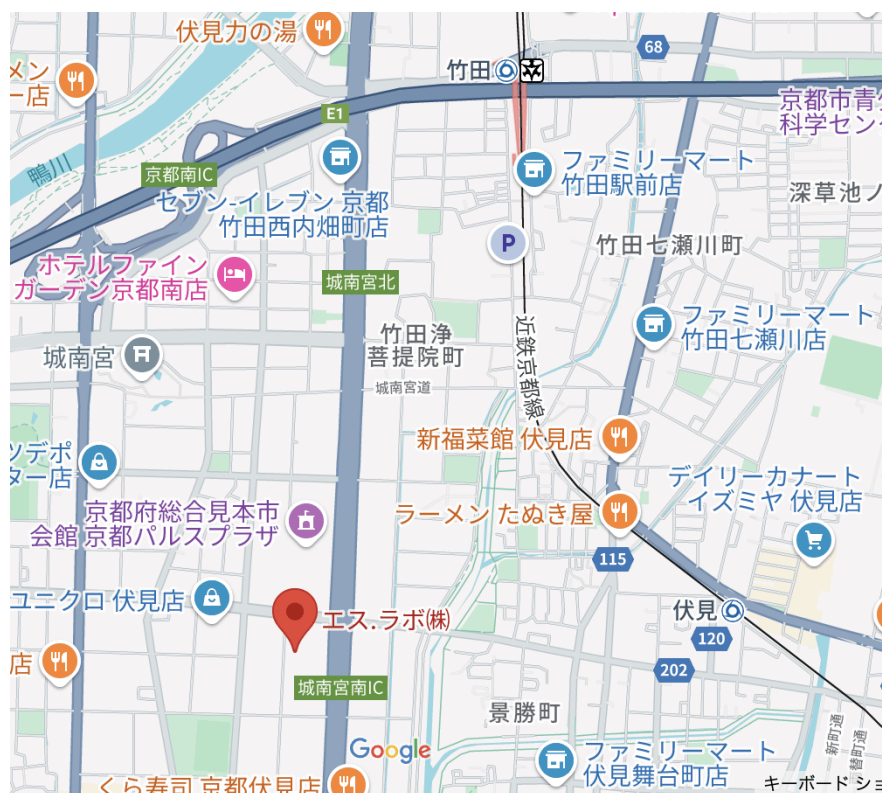 伏見力の湯
68
竹田
メン
ー店
E1
京都市青少
科学セン
鴨川
京都南IC
ファミリーマート
竹田駅前店
セブン-イレブン 京都
竹田西内畑町店
深草池ノ
P
竹田七瀬川町
ホテルファイン
ガーデン京都南店
城南宮北
近鉄京都線
ファミリーマート
竹田七瀬川店
竹田浄
菩提院町
城南宮
城南宮道
新福菜館 伏見店
ツデポ
ター店
デイリーカナート
イズミヤ 伏見店
京都府総合見本市
会館 京都パルスプラザ
ラーメン たぬき屋
115
ユニクロ 伏見店
エス.ラボ㈱
伏見
120
店
202
城南宮南IC
景勝町
新町通
替町通
Google
ファミリーマート
伏見舞台町店
くら寿司 京都伏見店
キーボード ショ